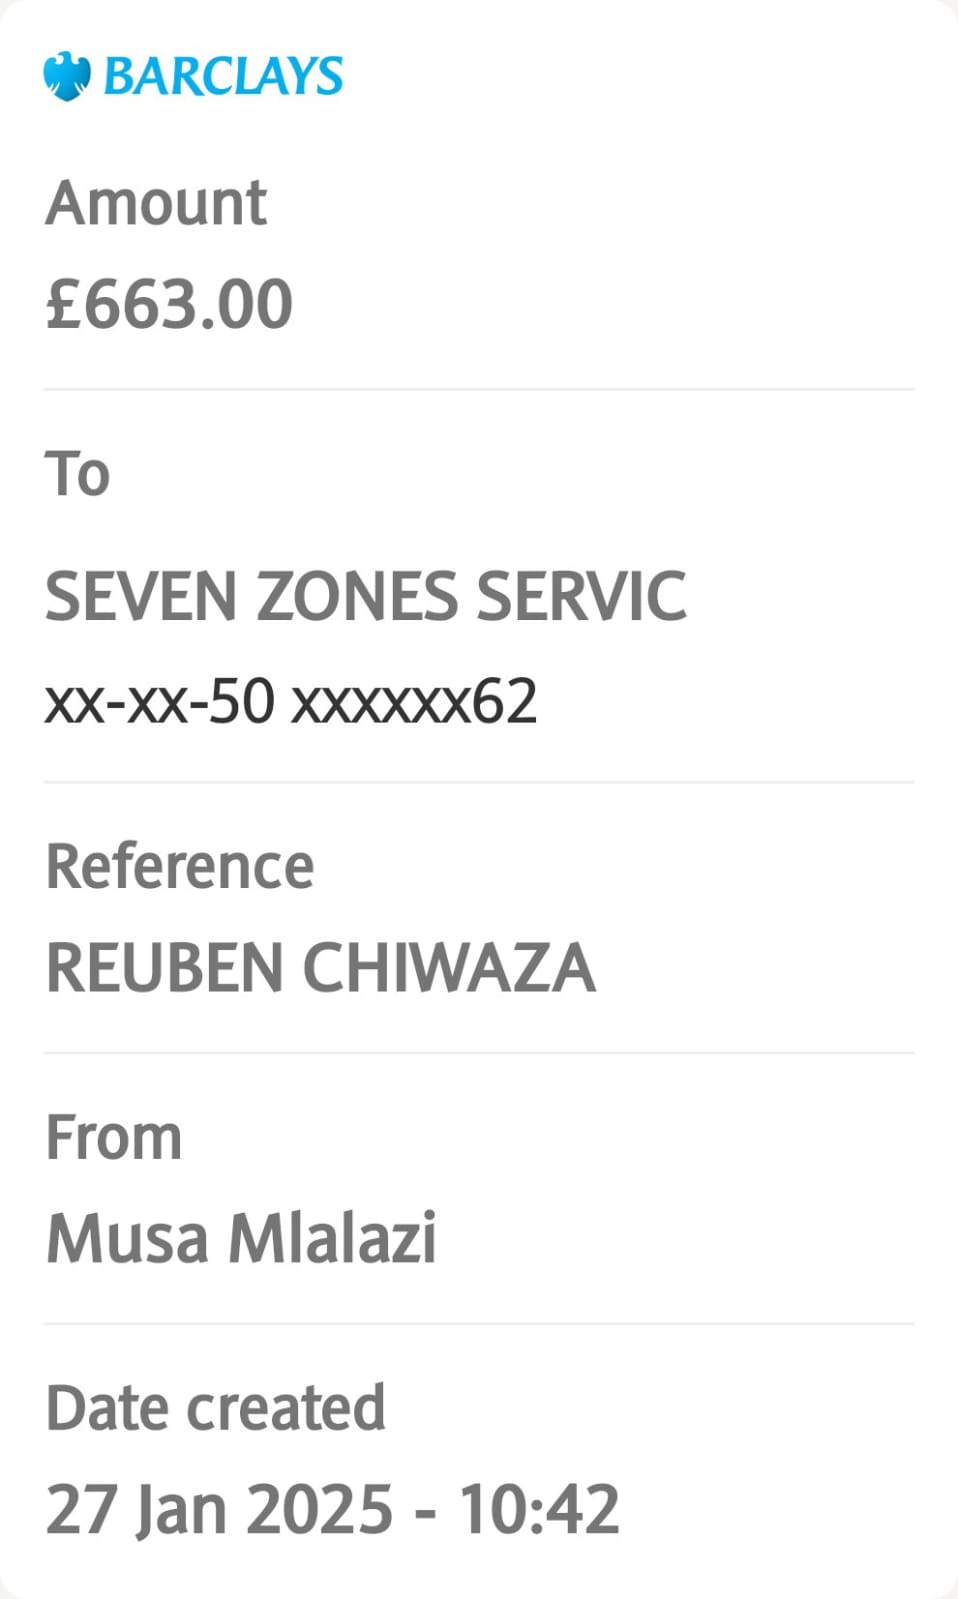 BARCLAYS
Amount
£663.00
To
SEVEN ZONES SERVIC
xx-xx-50 xxxxxx62
Reference
REUBEN CHIWAZA
From
Musa Mlalazi
Date created
27 Jan 2025 - 10:42